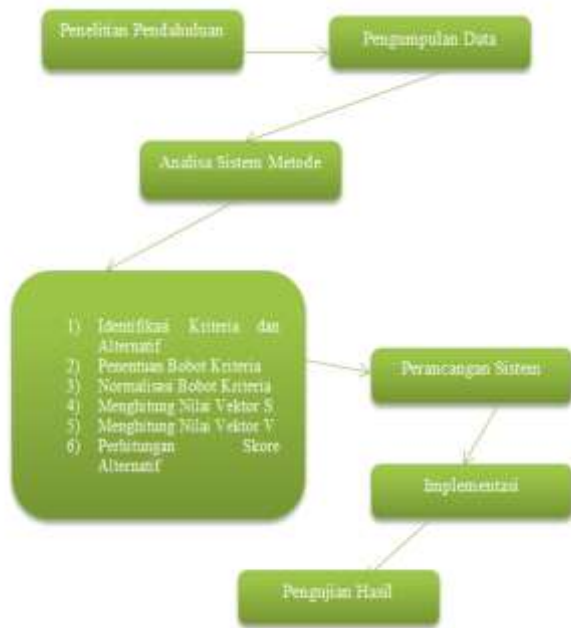 Penelitian Pendahuluan
Pengumpulan Data
Analisa Sistem Metode
1) Identifikasi Kriteria dan
Alternatif
2) Penentuan Bobot Kriteria
3) Normalisasi Bobot Kriteria
4) Menghitung Nilai Vektor S
5) Menghitung Nilai Vektor V
6) Perhitungan Skore
Alternatif
Perancangan Sistem
Implementasi
Pengujian Hasil